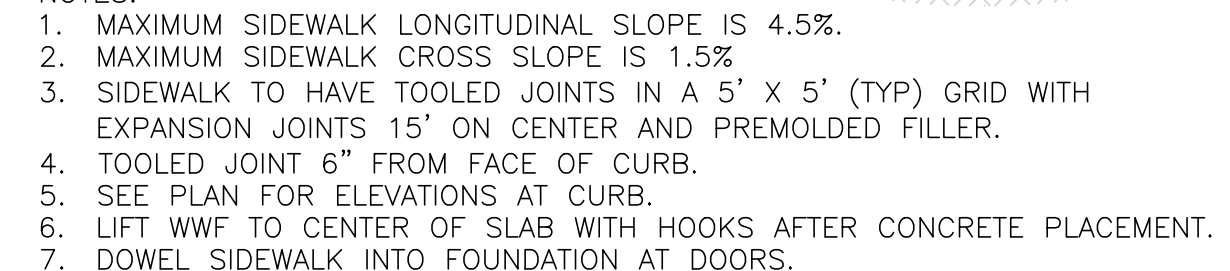 NOTES:
1. MAXIMUM SIDEWALK LONGITUDINAL SLOPE IS 4.5%.
2. MAXIMUM SIDEWALK CROSS SLOPE IS 1.5%
3. SIDEWALK TO HAVE TOOLED JOINTS IN A 5’ X 5’ (TYP) GRID WITH
EXPANSION JOINTS 15’ ON CENTER AND PREMOLDED FILLER.
4. TOOLED JOINT 6” FROM FACE OF CURB.
5. SEE PLAN FOR ELEVATIONS AT CURB.
6. LIFT WWF TO CENTER OF SLAB WITH HOOKS AFTER CONCRETE PLACEMENT.
7. DOWEL SIDEWALK INTO FOUNDATION AT DOORS.